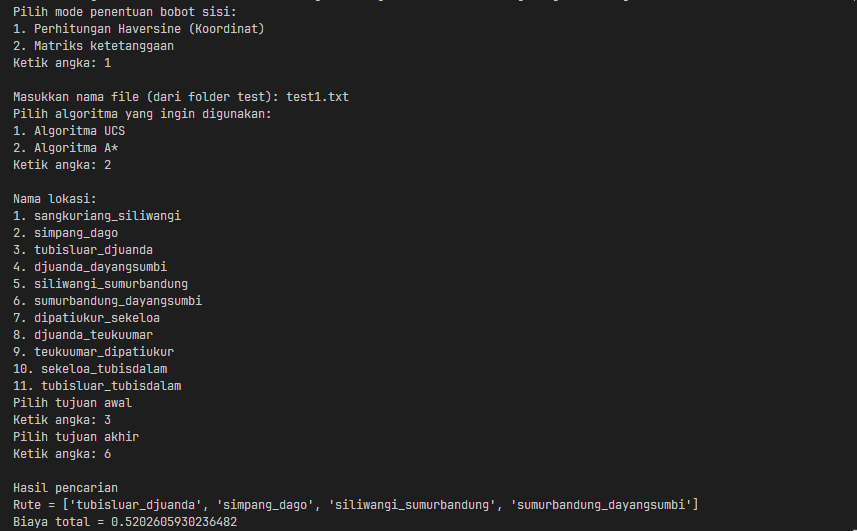 Pilih mode penentuan bobot sisi:
1. Perhitungan Haversine (Koordinat)
2. Matriks ketetanggaan
Ketik angka: 1
Masukkan nama file (dari folder test): test1.txt
Pilih algoritma yang ingin digunakan:
1. Algoritma UCS
2. Algoritma A*
Ketik angka: 2
Nama lokasi:
1. sangkuriang_siliwangi
2. simpang_dago
3. tubisluar_djuanda
4. djuanda_dayangsumbi
5. siliwangi_sumurbandung
6. sumurbandung_dayangsumbi
7. dipatiukur_sekeloa
8. djuanda_teukuumar
9. teukuumar_dipatiukur
10. sekeloa_tubisdalam
11. tubisluar_tubisdalam
Pilih tujuan awal
Ketik angka: 3
Pilih tujuan akhir
Ketik angka: 6
Hasil pencarian
Rute = ['tubisluar_djuanda', 'simpang_dago', 'siliwangi_sumurbandung', 'sumurbandung_dayangsumbi']
Biaya total = 0.5202605930236482